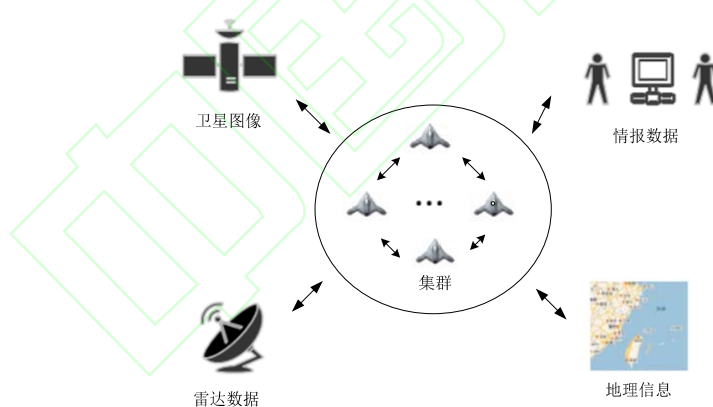 卫星图像
情报数据
集群
雷达数据
地理信息